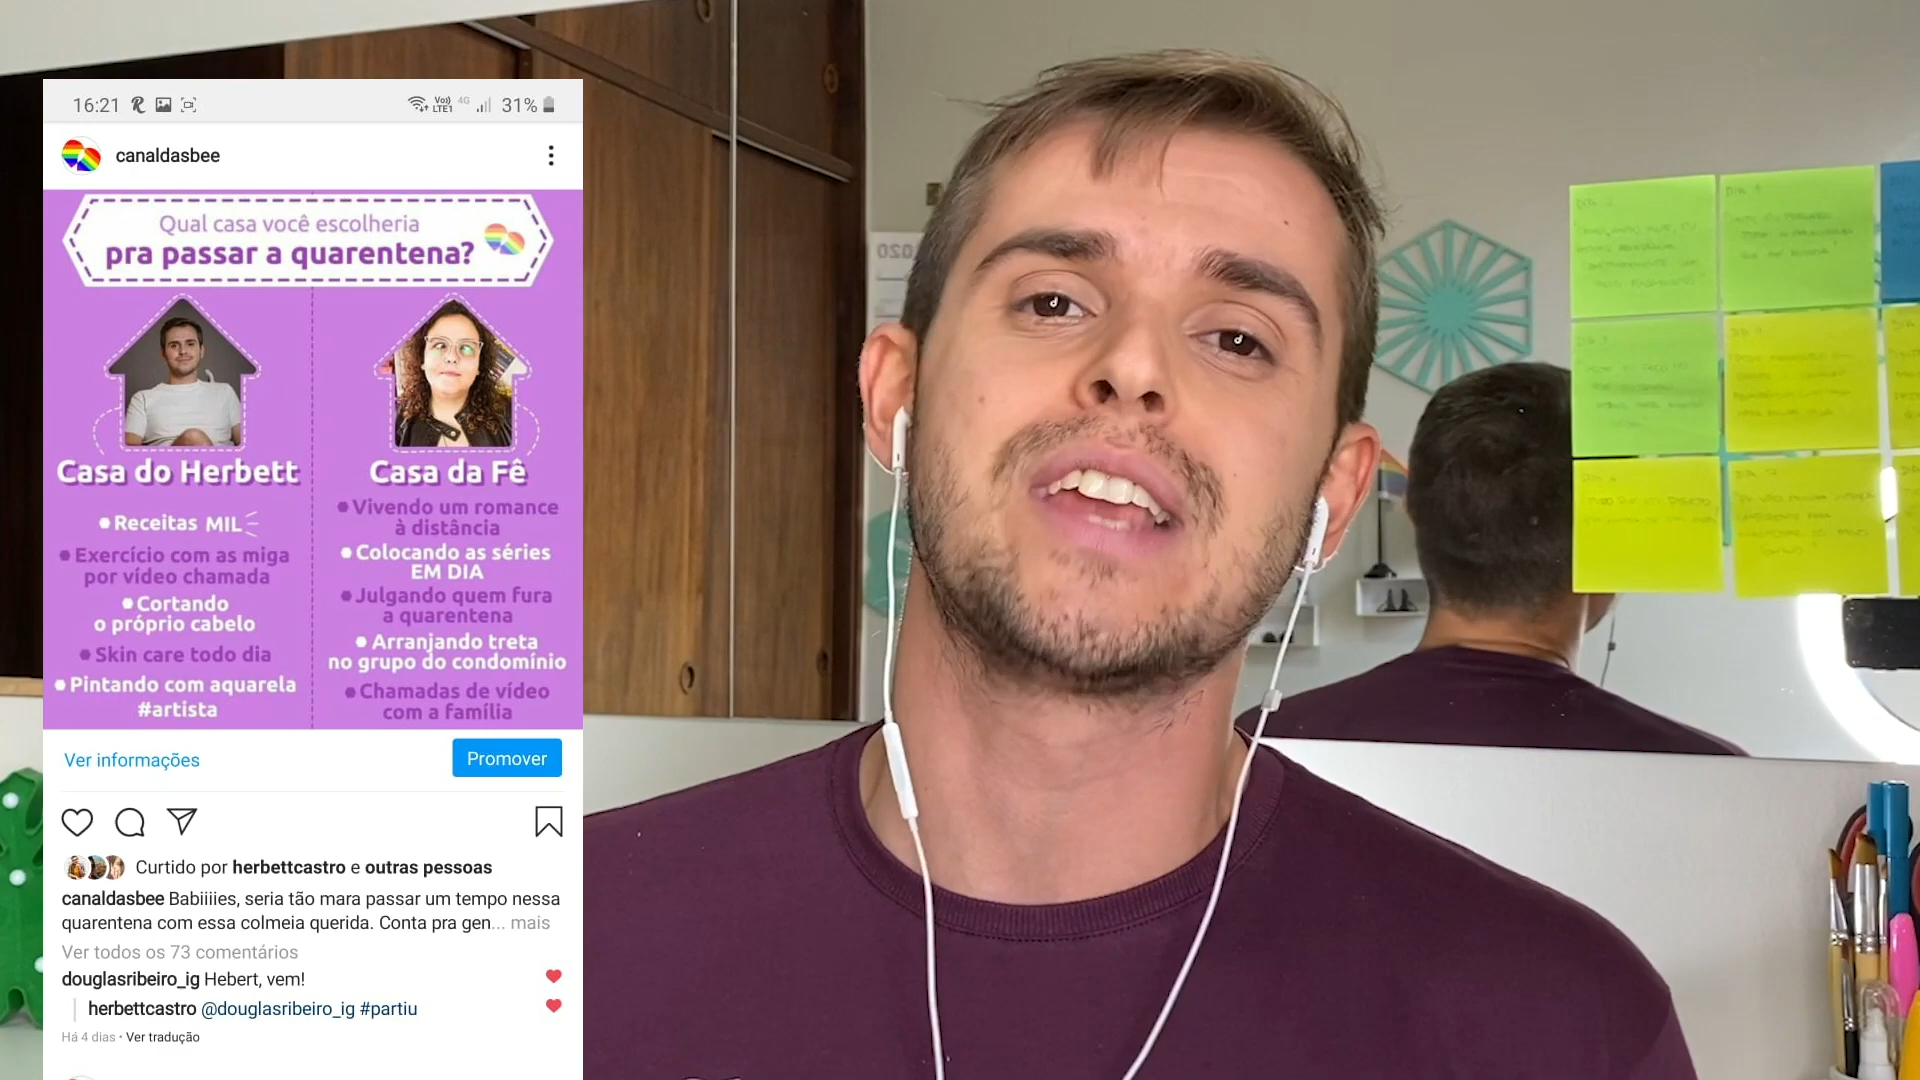 16:21
Vo))
LTE1
4G
31%
canaldasbee
Qual casa você escolheria
pra passar a quarentena?
Casa do Herbett
• Receitas MIL
• Exercício com as miga
por vídeo chamada
• Cortando
o próprio cabelo
• Skin care todo dia
• Pintando com aquarela
#artista
Casa da Fê
• Vivendo um romance
à distância
• Colocando as séries
EM DIA
• Julgando quem fura
a quarentena
• Arranjando treta
no grupo do condomínio
• Chamadas de vídeo
com a família
Ver informações
Promover
Curtido por herbettcastro e outras pessoas
canaldasbee Babiiiies, seria tão mara passar um tempo nessa
quarentena com essa colmeia querida. Conta pra gen... mais
Ver todos os 73 comentários
douglasribeiro_ig Hebert, vem!
herbettcastro @douglasribeiro_ig #partiu
Há 4 dias • Ver tradução
2020